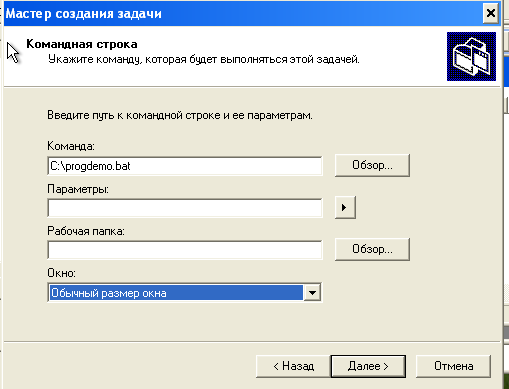 Мастер создания задачи
Командная строка
Укажите команду, которая будет выполняться этой задачей.
Введите путь к командной строке и ее параметрам.
Команда:
C:\progdemo.bat
Обзор...
Параметры:
Рабочая папка:
Обзор...
Окно:
Обычный размер окна
< Назад
Далее >
Отмена